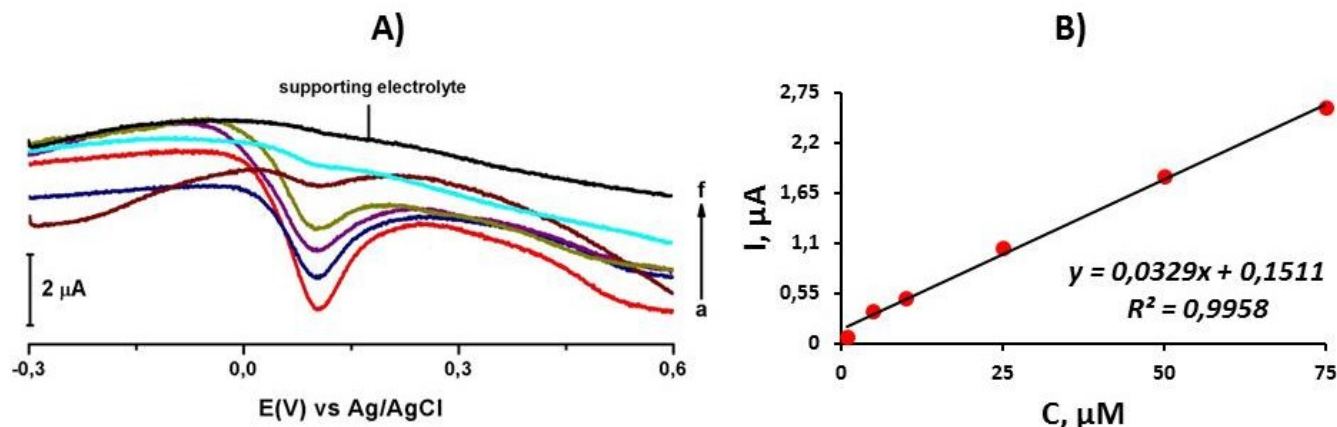 A)
supporting electrolyte
f
a
2 μA
-0,3
0,0
0,3
0,6
E(V) vs Ag/AgCl
B)
2,75
2,2
1,65
1,1
0,55
0
I, μA
y = 0,0329x + 0,1511
R² = 0,9958
0
25
50
75
C, μM